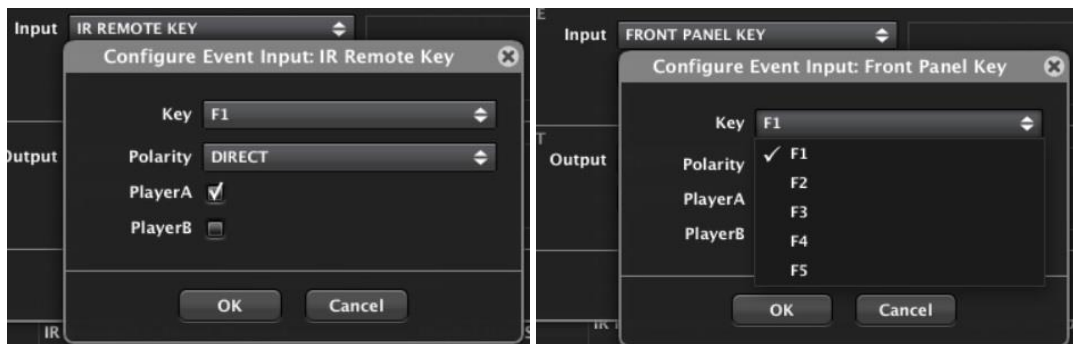 Input IR REMOTE KEY
Configure Event Input: IR Remote Key
Key F1
Polarity DIRECT
PlayerA
PlayerB
OK Cancel
Output
IR
Input FRONT PANEL KEY
Configure Event Input: Front Panel Key
Key F1
Output
Polarity
PlayerA
PlayerB
F1
F2
F3
F4
F5
OK Cancel